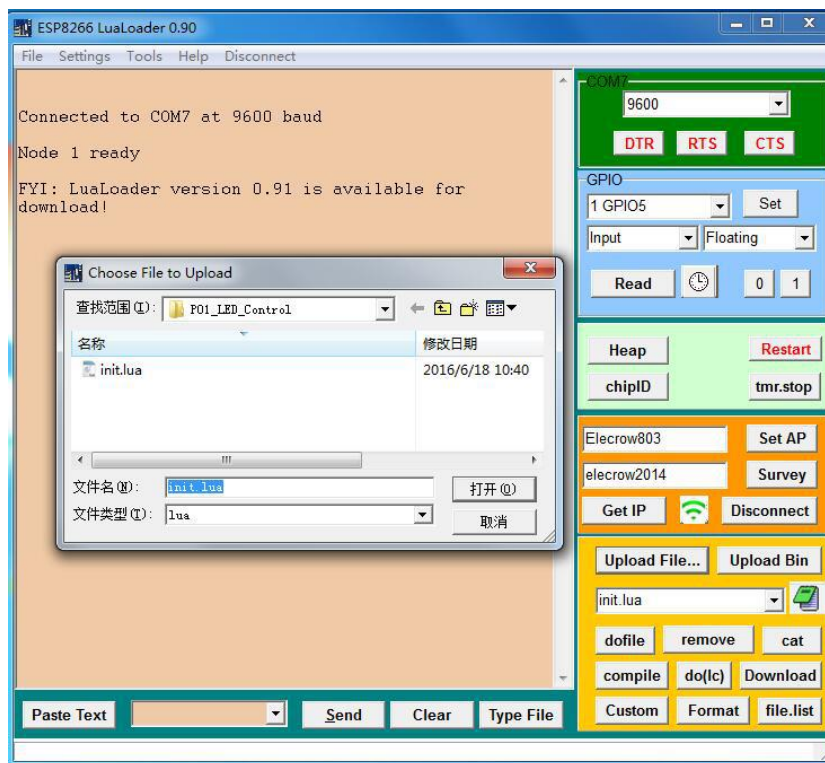 ESP8266 LuaLoader 0.90
File Settings Tools Help Disconnect
Connected to COM7 at 9600 baud
Node 1 ready
FYI: LuaLoader version 0.91 is available for
download!
Choose File to Upload
查找范围(I): P01_LED_Control
名称 修改日期
init.lua 2016/6/18 10:40
文件名(N): init.lua 打开(O)
文件类型(T): lua 取消
COM7
9600
DTR RTS CTS
GPIO
1 GPIO5 Set
Input Floating
Read 0 1
Heap Restart
chipID tmr.stop
Elecrow803 Set AP
elecrow2014 Survey
Get IP Disconnect
Upload File... Upload Bin
init.lua
dofile remove cat
compile do(lc) Download
Custom Format file.list
Paste Text Send Clear Type File